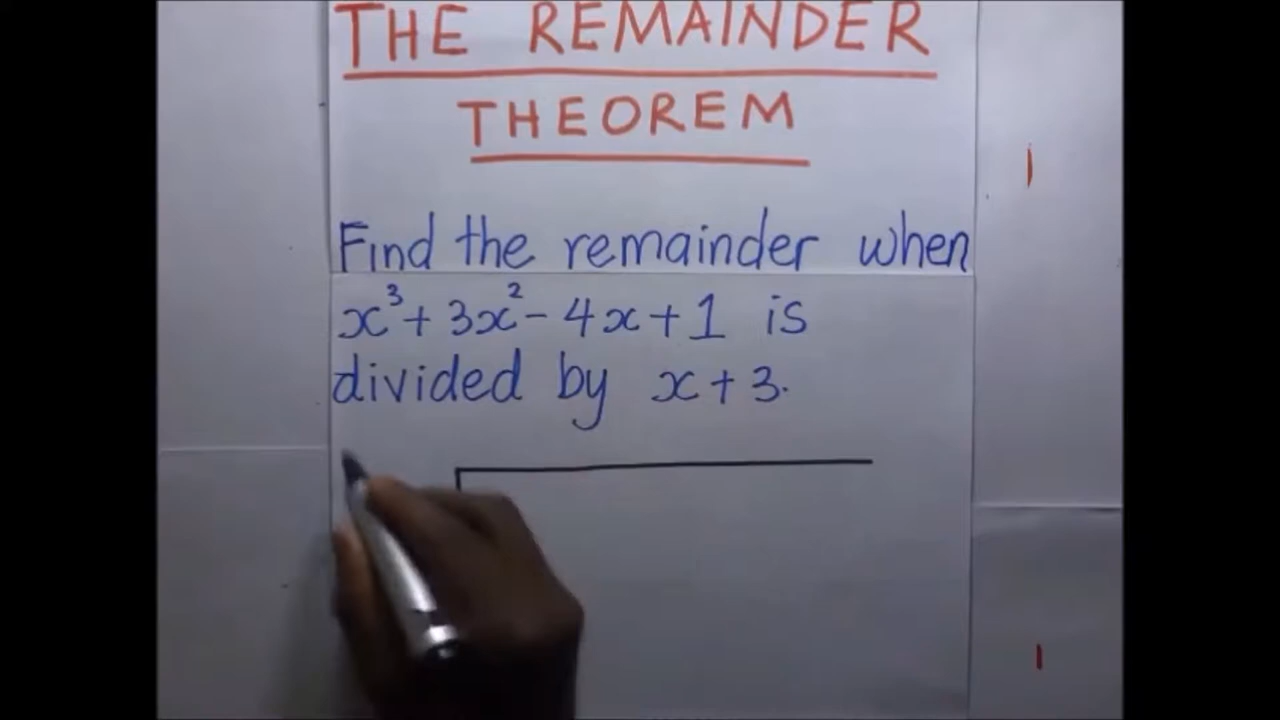 THE REMAINDER
THEOREM
Find the remainder when
x³ + 3x² - 4x + 1 is
divided by x + 3.